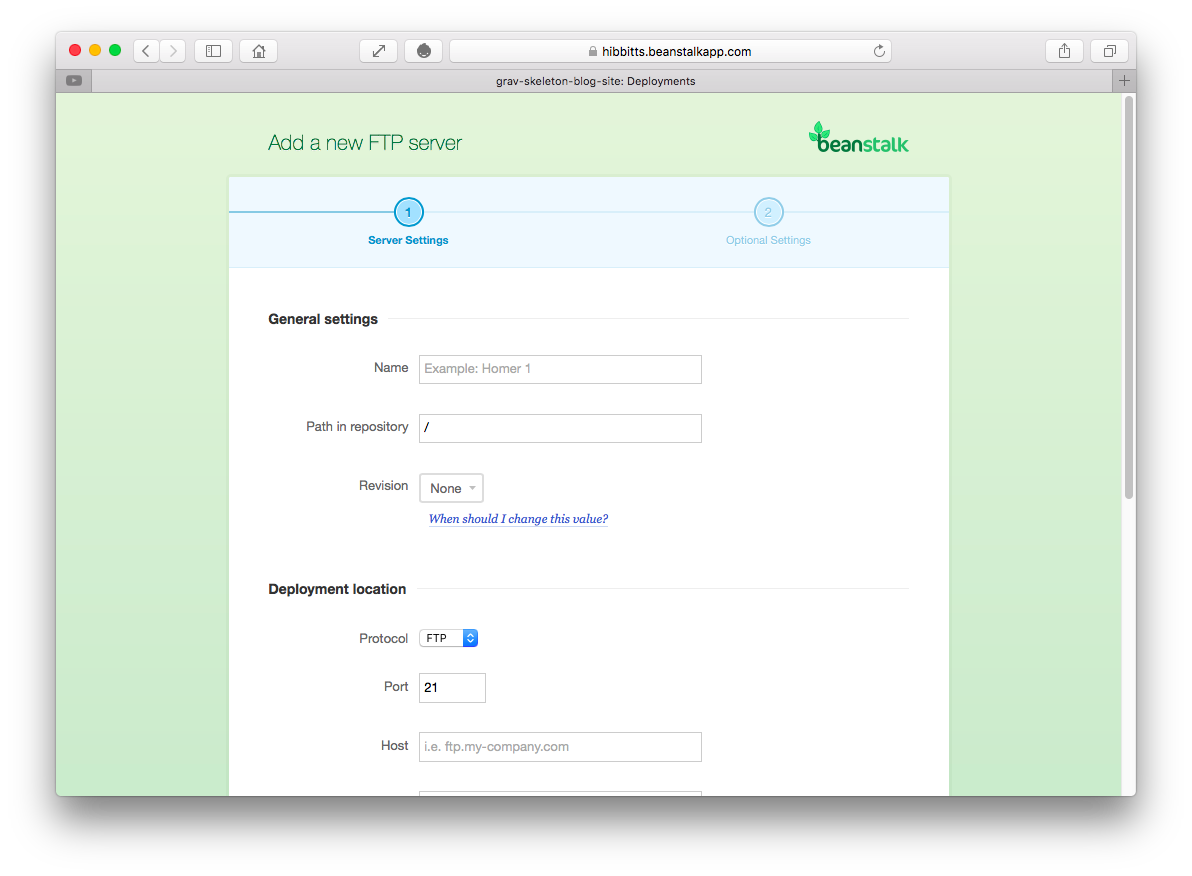 hibbitts.beanstalkapp.com
grav-skeleton-blog-site: Deployments
Add a new FTP server
beanstalk
1
2
Server Settings
Optional Settings
General settings
Name
Example: Homer 1
Path in repository
/
Revision
None
When should I change this value?
Deployment location
Protocol
FTP
Port
21
Host
i.e. ftp.my-company.com